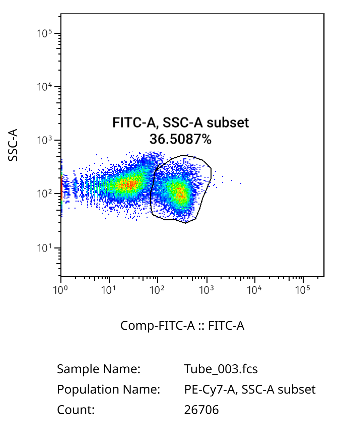 10⁵
10⁴
FITC-A, SSC-A subset
36.5087%
10³
SSC-A
10²
10¹
10⁰ 10¹ 10² 10³ 10⁴ 10⁵
Comp-FITC-A :: FITC-A
Sample Name: Tube_003.fcs
Population Name: PE-Cy7-A, SSC-A subset
Count: 26706